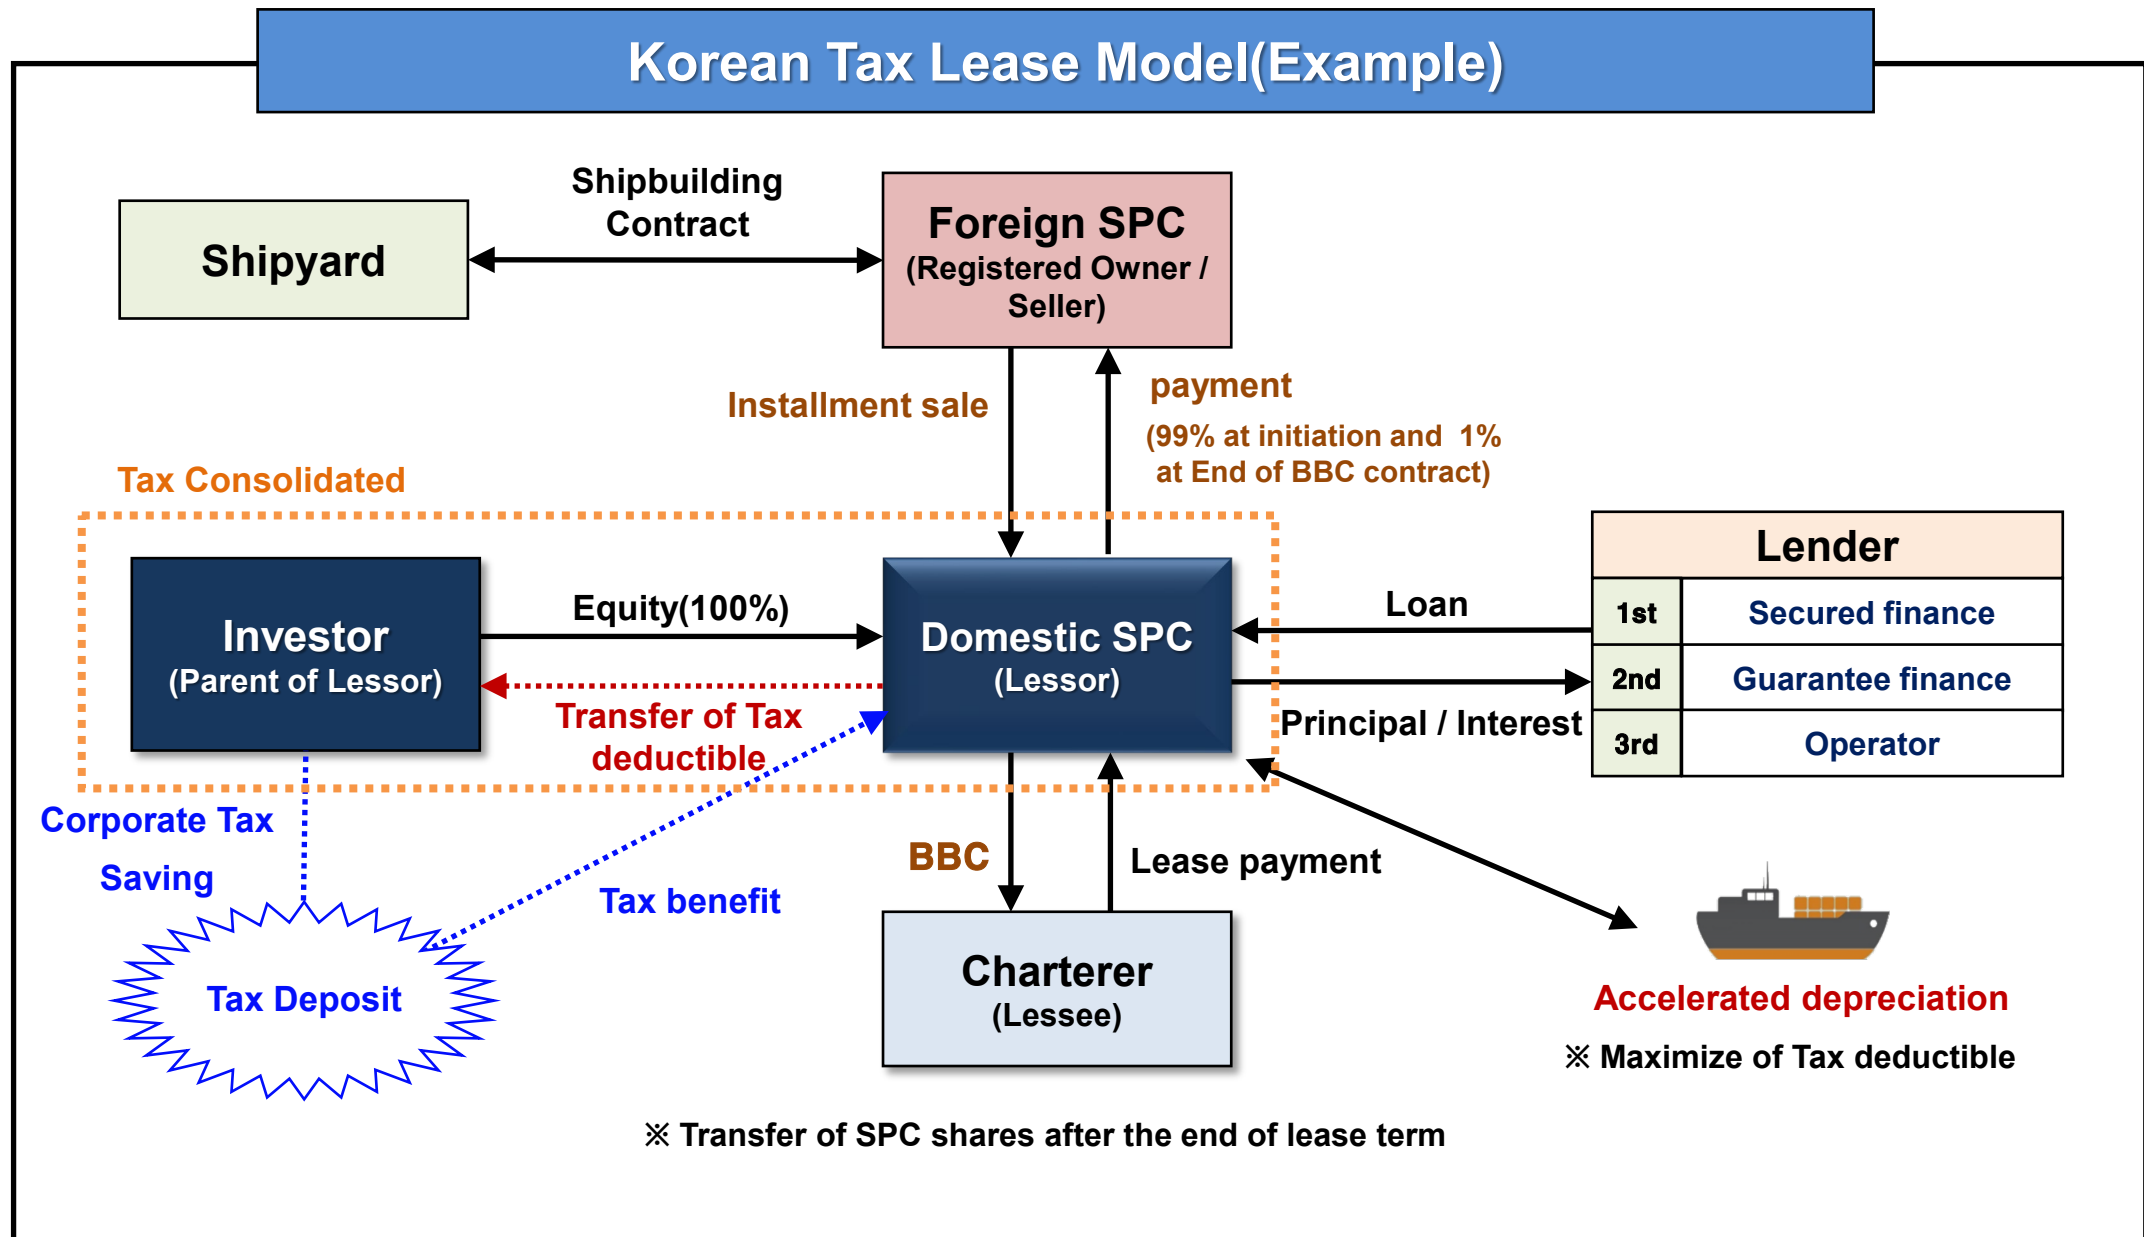 Korean Tax Lease Model(Example)
Shipbuilding
Contract
Shipyard
Foreign SPC
(Registered Owner /
Seller)
Installment sale
payment
(99% at initiation and 1%
at End of BBC contract)
Tax Consolidated
Investor
(Parent of Lessor)
Equity(100%)
Transfer of Tax
deductible
Domestic SPC
(Lessor)
Loan
Principal / Interest
Lender
1st Secured finance
2nd Guarantee finance
3rd Operator
Corporate Tax
Saving
Tax benefit
Tax Deposit
BBC
Lease payment
Charterer
(Lessee)
Accelerated depreciation
※ Maximize of Tax deductible
※ Transfer of SPC shares after the end of lease term